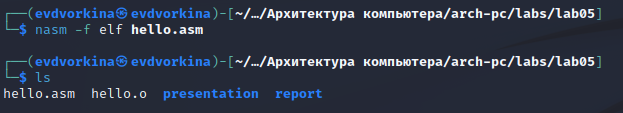 ┌──(evdvorkina㉿evdvorkina)-[~/…/Архитектура компьютера/arch-pc/labs/lab05]
└─$ nasm -f elf hello.asm
┌──(evdvorkina㉿evdvorkina)-[~/…/Архитектура компьютера/arch-pc/labs/lab05]
└─$ ls
hello.asm  hello.o  presentation  report